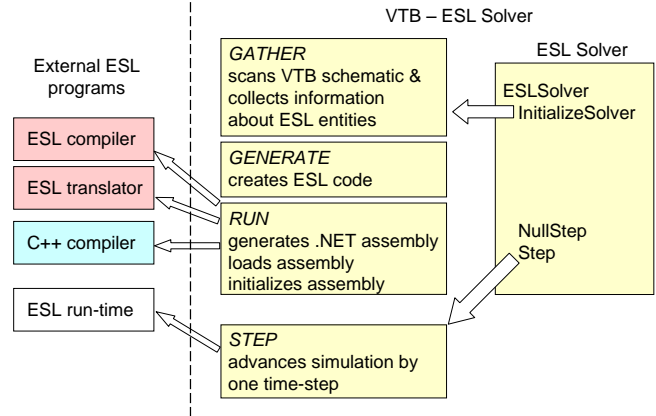 VTB – ESL Solver
External ESL
programs
ESL compiler
ESL translator
C++ compiler
ESL run-time
GATHER
scans VTB schematic &
collects information
about ESL entities
GENERATE
creates ESL code
RUN
generates .NET assembly
loads assembly
initializes assembly
STEP
advances simulation by
one time-step
ESL Solver
ESLSolver
InitializeSolver
NullStep
Step